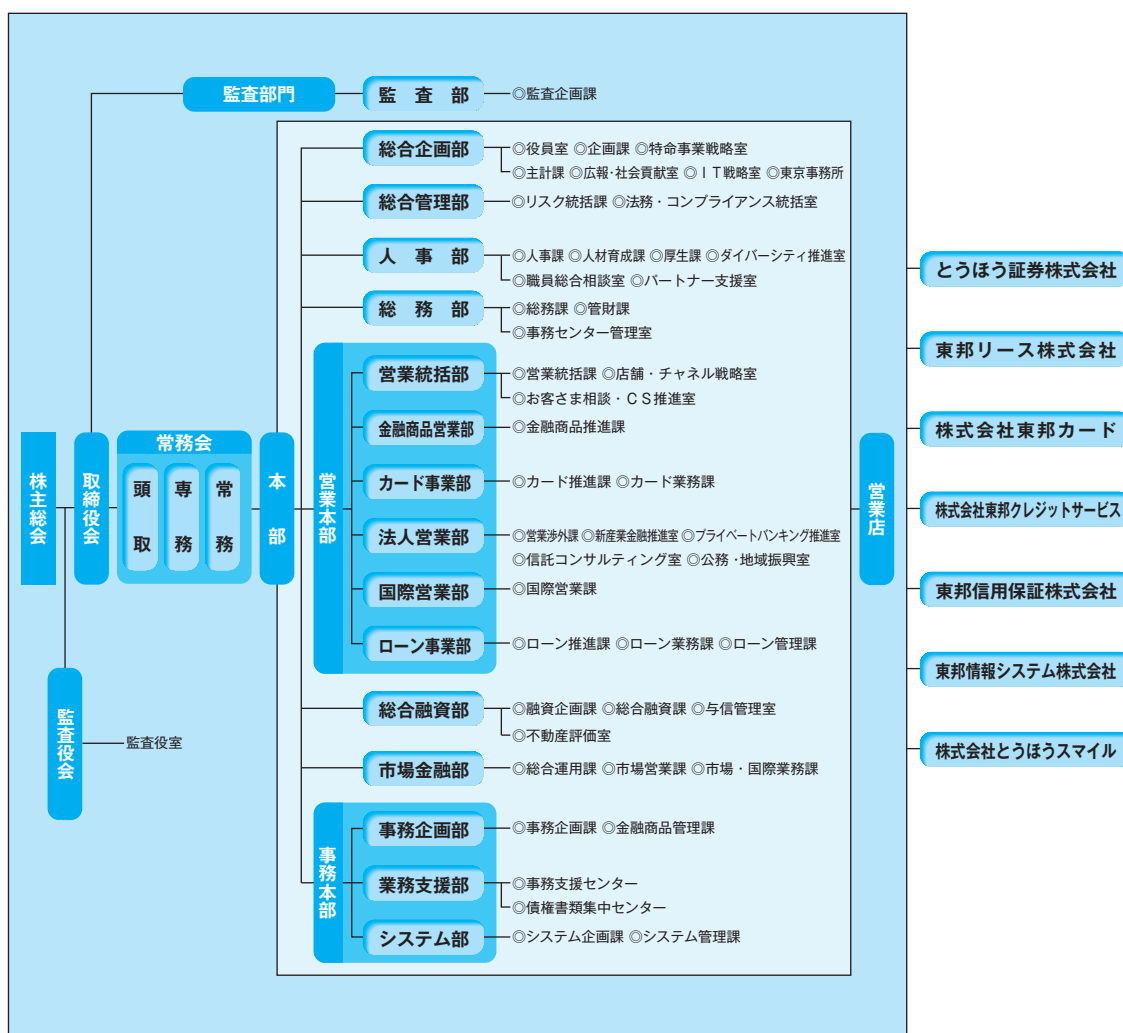 監査部門
監査部
◎監査企画課
総合企画部
◎役員室 ◎企画課 ◎特命事業戦略室
◎主計課 ◎広報・社会貢献室 ◎IT戦略室 ◎東京事務所
総合管理部
◎リスク統括課 ◎法務・コンプライアンス統括室
人事部
◎人事課 ◎人材育成課 ◎厚生課 ◎ダイバーシティ推進室
◎職員総合相談室 ◎パートナー支援室
総務部
◎総務課 ◎管財課
◎事務センター管理室
株主総会
取締役会
常務会
頭取
専務
常務
本部
監査役会
監査役室
営業本部
営業統括部
◎営業統括課 ◎店舗・チャネル戦略室
◎お客さま相談・CS推進室
金融商品営業部
◎金融商品推進課
カード事業部
◎カード推進課 ◎カード業務課
法人営業部
◎営業渉外課 ◎新産業金融推進室 ◎プライベートバンキング推進室
◎信託コンサルティング室 ◎公務・地域振興室
国際営業部
◎国際営業課
ローン事業部
◎ローン推進課 ◎ローン業務課 ◎ローン管理課
総合融資部
◎融資企画課 ◎総合融資課 ◎与信管理室
◎不動産評価室
市場金融部
◎総合運用課 ◎市場営業課 ◎市場・国際業務課
事務本部
事務企画部
◎事務企画課 ◎金融商品管理課
業務支援部
◎事務支援センター
◎債権書類集中センター
システム部
◎システム企画課 ◎システム管理課
営業店
とうほう証券株式会社
東邦リース株式会社
株式会社東邦カード
株式会社東邦クレジットサービス
東邦信用保証株式会社
東邦情報システム株式会社
株式会社とうほうスマイル